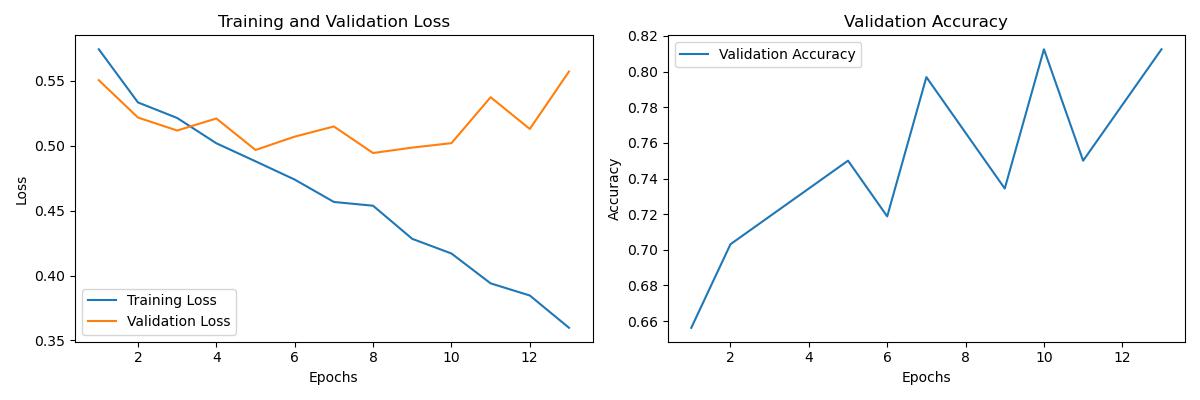 Training and Validation Loss
0.55
0.50
0.45
0.40
0.35
Loss
Training Loss
Validation Loss
2 4 6 8 10 12
Epochs
Validation Accuracy
0.82
0.80
0.78
0.76
0.74
0.72
0.70
0.68
0.66
Accuracy
Validation Accuracy
2 4 6 8 10 12
Epochs